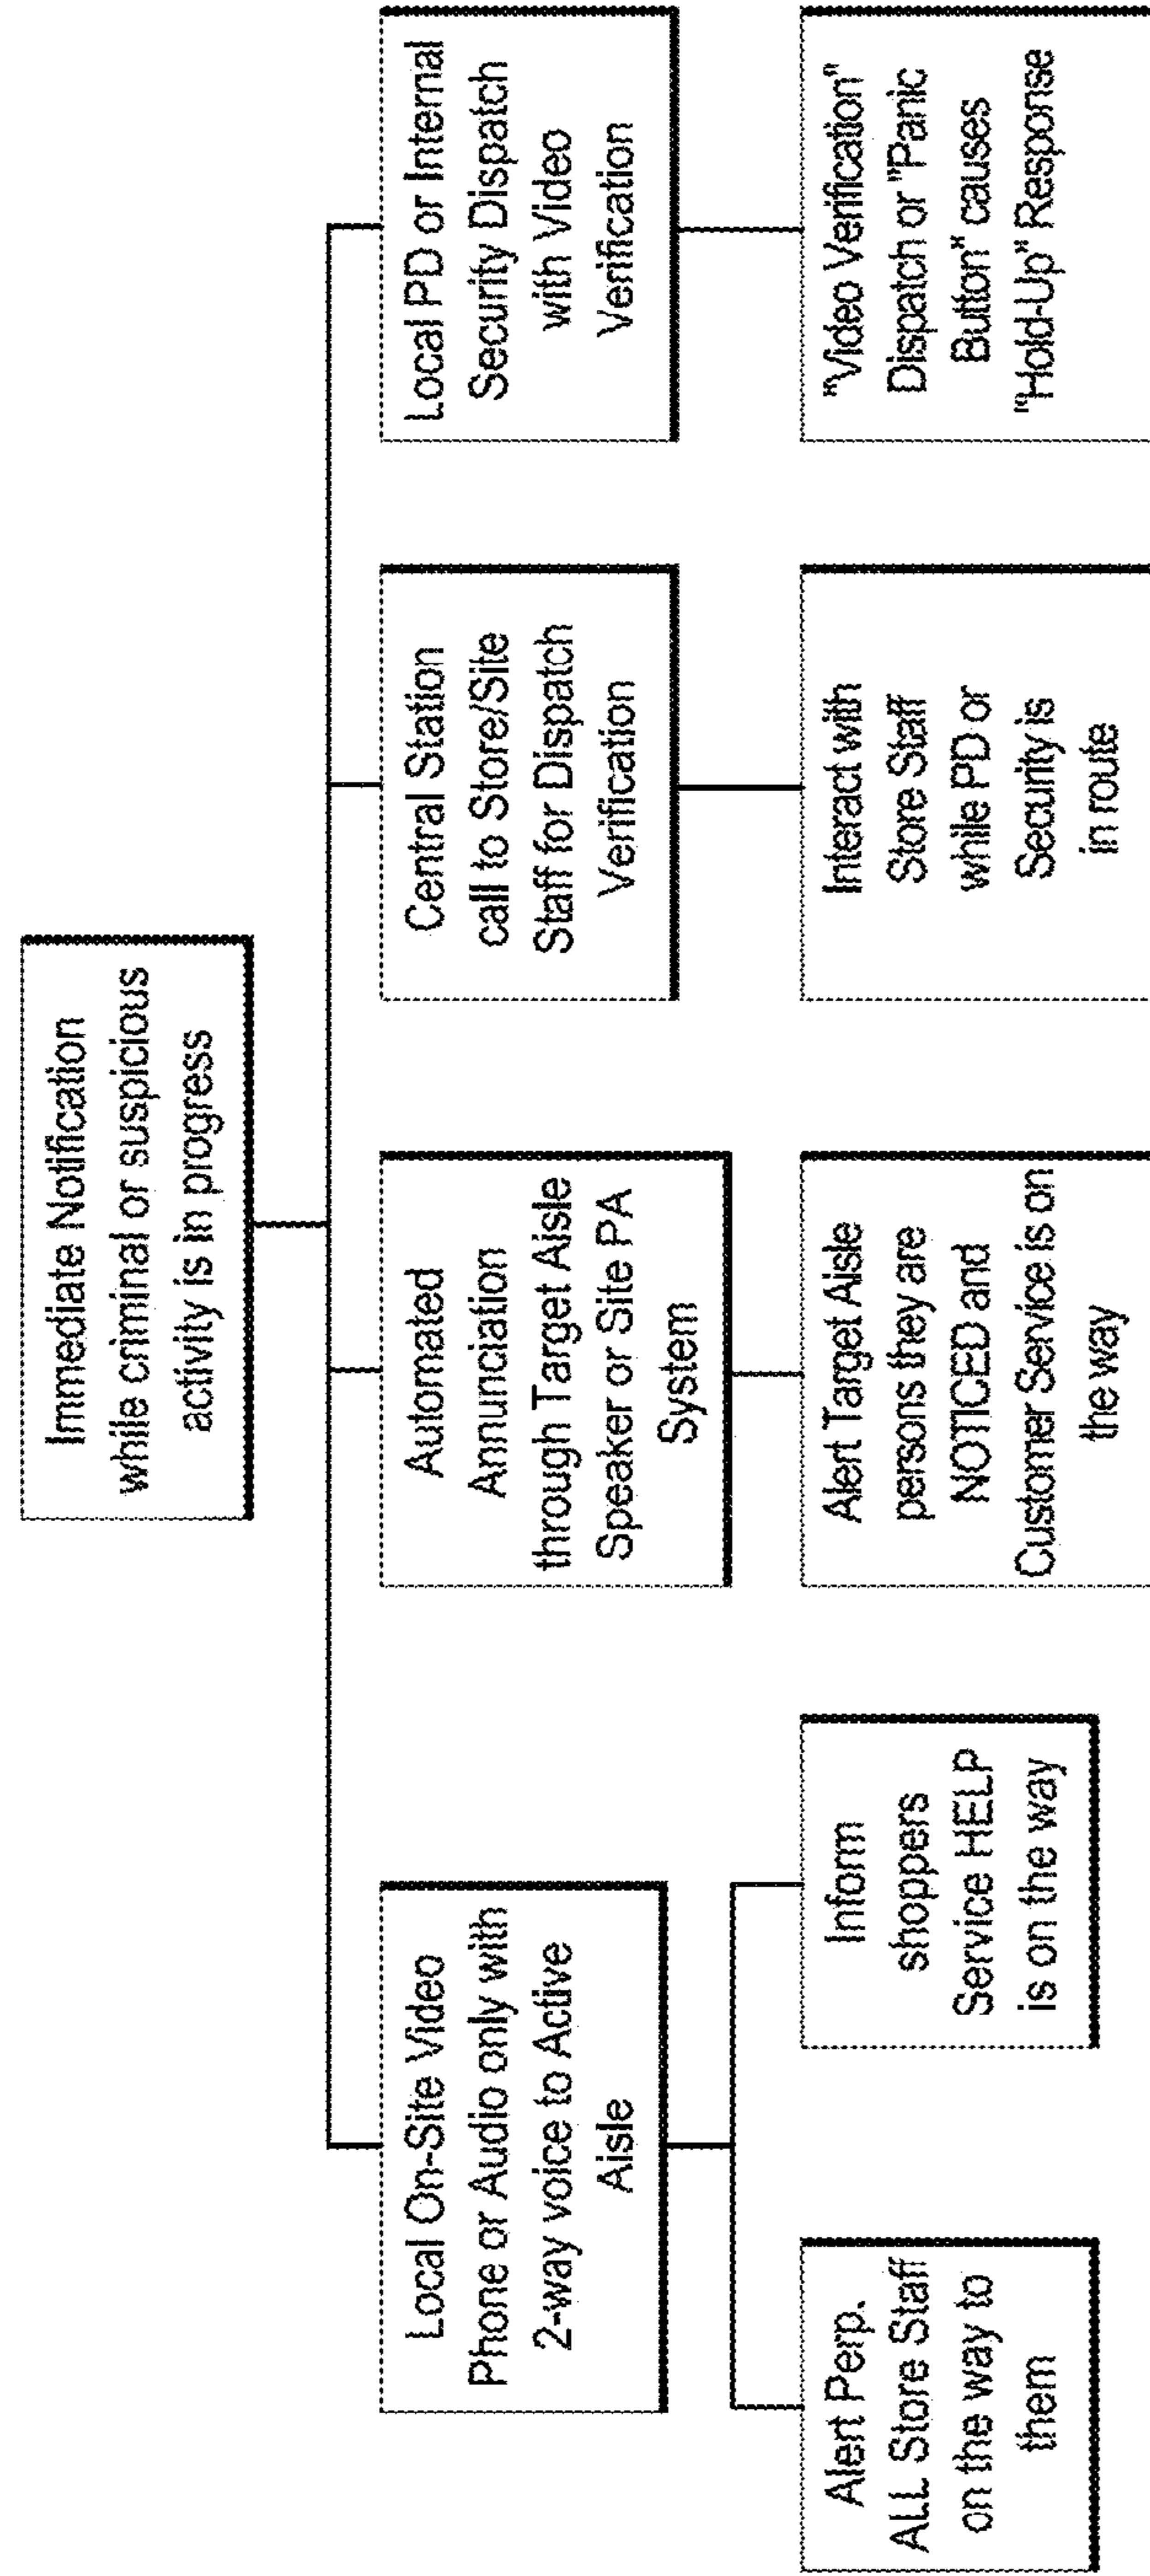 Immediate Notification
while criminal or suspicious
activity is in progress
Local On-Site Video
Phone or Audio only with
2-way voice to Active
Aisle
Automated
Annunciation
through Target Aisle
Speaker or Site PA
System
Central Station
call to Store/Site
Staff for Dispatch
Verification
Local PD or Internal
Security Dispatch
with Video
Verification
Alert Perp.
ALL Store Staff
on the way to
them
Inform
shoppers
Service HELP
is on the way
Alert Target Aisle
persons they are
NOTICED and
Customer Service is on
the way
Interact with
Store Staff
while PD or
Security is
in route
"Video Verification"
Dispatch or "Panic
Button" causes
"Hold-Up" Response